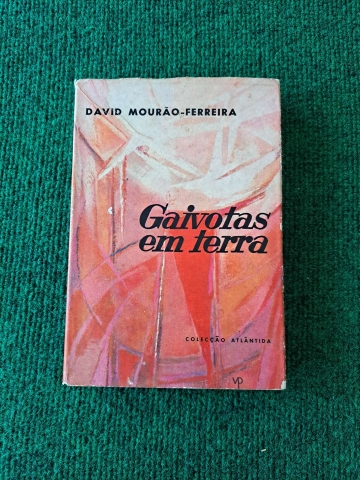 DAVID MOURÃO-FERREIRA
Gaivotas
em terra
COLECÇÃO ATLÂNTIDA
vp